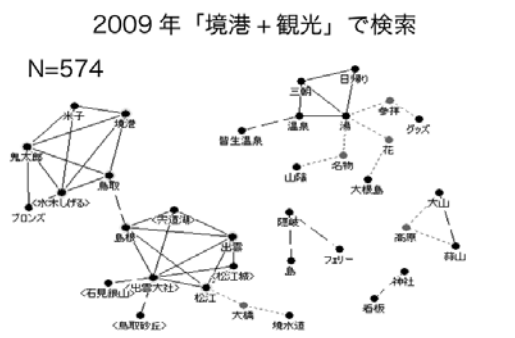 2009年「境港+観光」で検索
N=574
日帰り
三朝
米子
境港
参拝
温泉
湯
グッズ
皆生温泉
花
鬼太郎
名物
山陰
鳥取
大根島
<水木しげる>
ブロンズ
大山
<宍道湖>
隠岐
島根
出雲
高原
フェリー
蒜山
島
<松江城>
神社
<石見銀山>
出雲大社>
松江
看板
大橋
境水道
<鳥取砂丘>